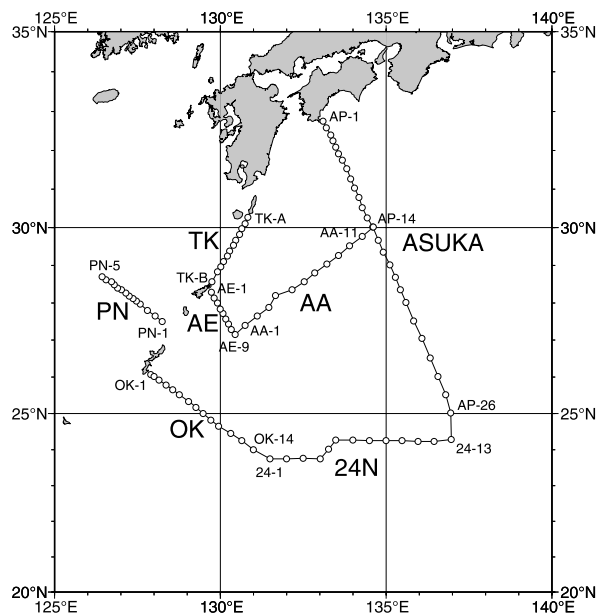 125°E 130°E 135°E 140°E
35°N 35°N
AP-1
TK-A AP-14
30°N 30°N
AA-11
TK ASUKA
PN-5 TK-B
AE-1
PN AE AA
PN-1 AA-1
AE-9
OK-1
AP-26
25°N 25°N
OK OK-14
24-13
24-1 24N
20°N 20°N
125°E 130°E 135°E 140°E